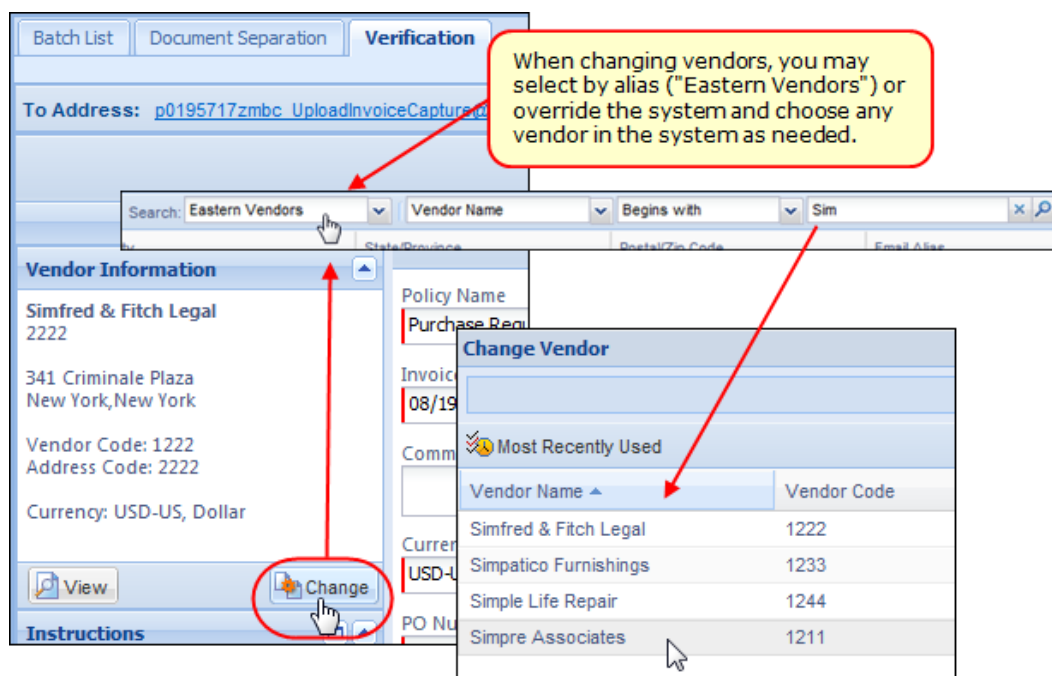 Batch List Document Separation Verification
When changing vendors, you may
select by alias ("Eastern Vendors") or
override the system and choose any
vendor in the system as needed.
To Address: p0195717zmbc_UploadInvoiceCapture@
Search: Eastern Vendors Vendor Name Begins with Sim
State/Province Postal/Zip Code Email Alias
Vendor Information
Simfred & Fitch Legal
2222
341 Criminale Plaza
New York,New York
Vendor Code: 1222
Address Code: 2222
Currency: USD-US, Dollar
View Change
Instructions
Policy Name
Purchase Requ
Invoic
08/19
Comm
Curren
USD-U
PO Nu
Change Vendor
Most Recently Used
Vendor Name Vendor Code
Simfred & Fitch Legal 1222
Simpatico Furnishings 1233
Simple Life Repair 1244
Simpre Associates 1211